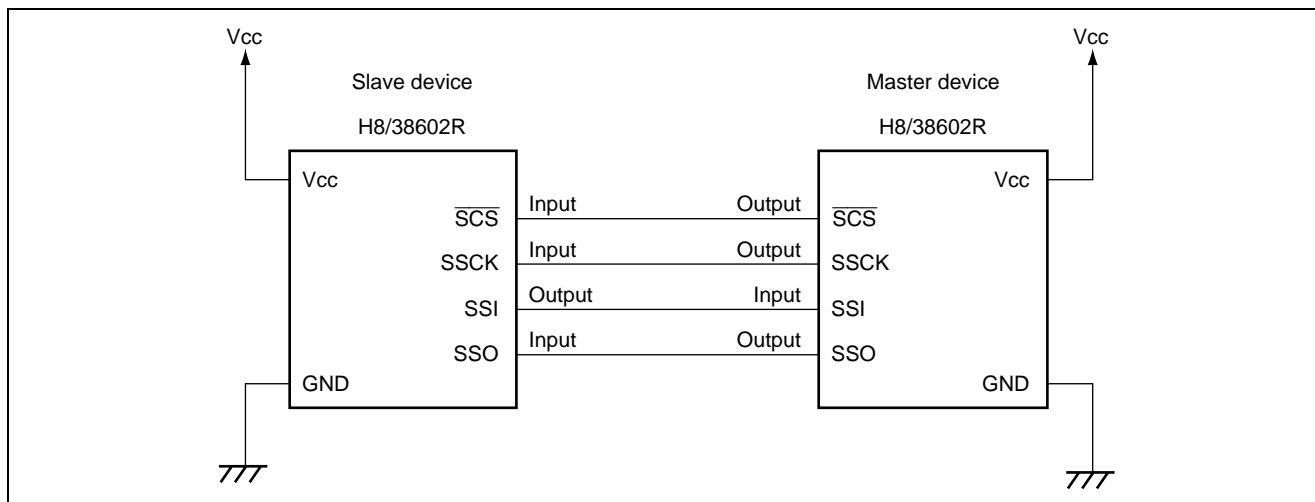 Vcc Vcc
Slave device Master device
H8/38602R H8/38602R
Vcc Vcc
SCS Input Output SCS
SSCK Input Output SSCK
SSI Output Input SSI
SSO Input Output SSO
GND GND